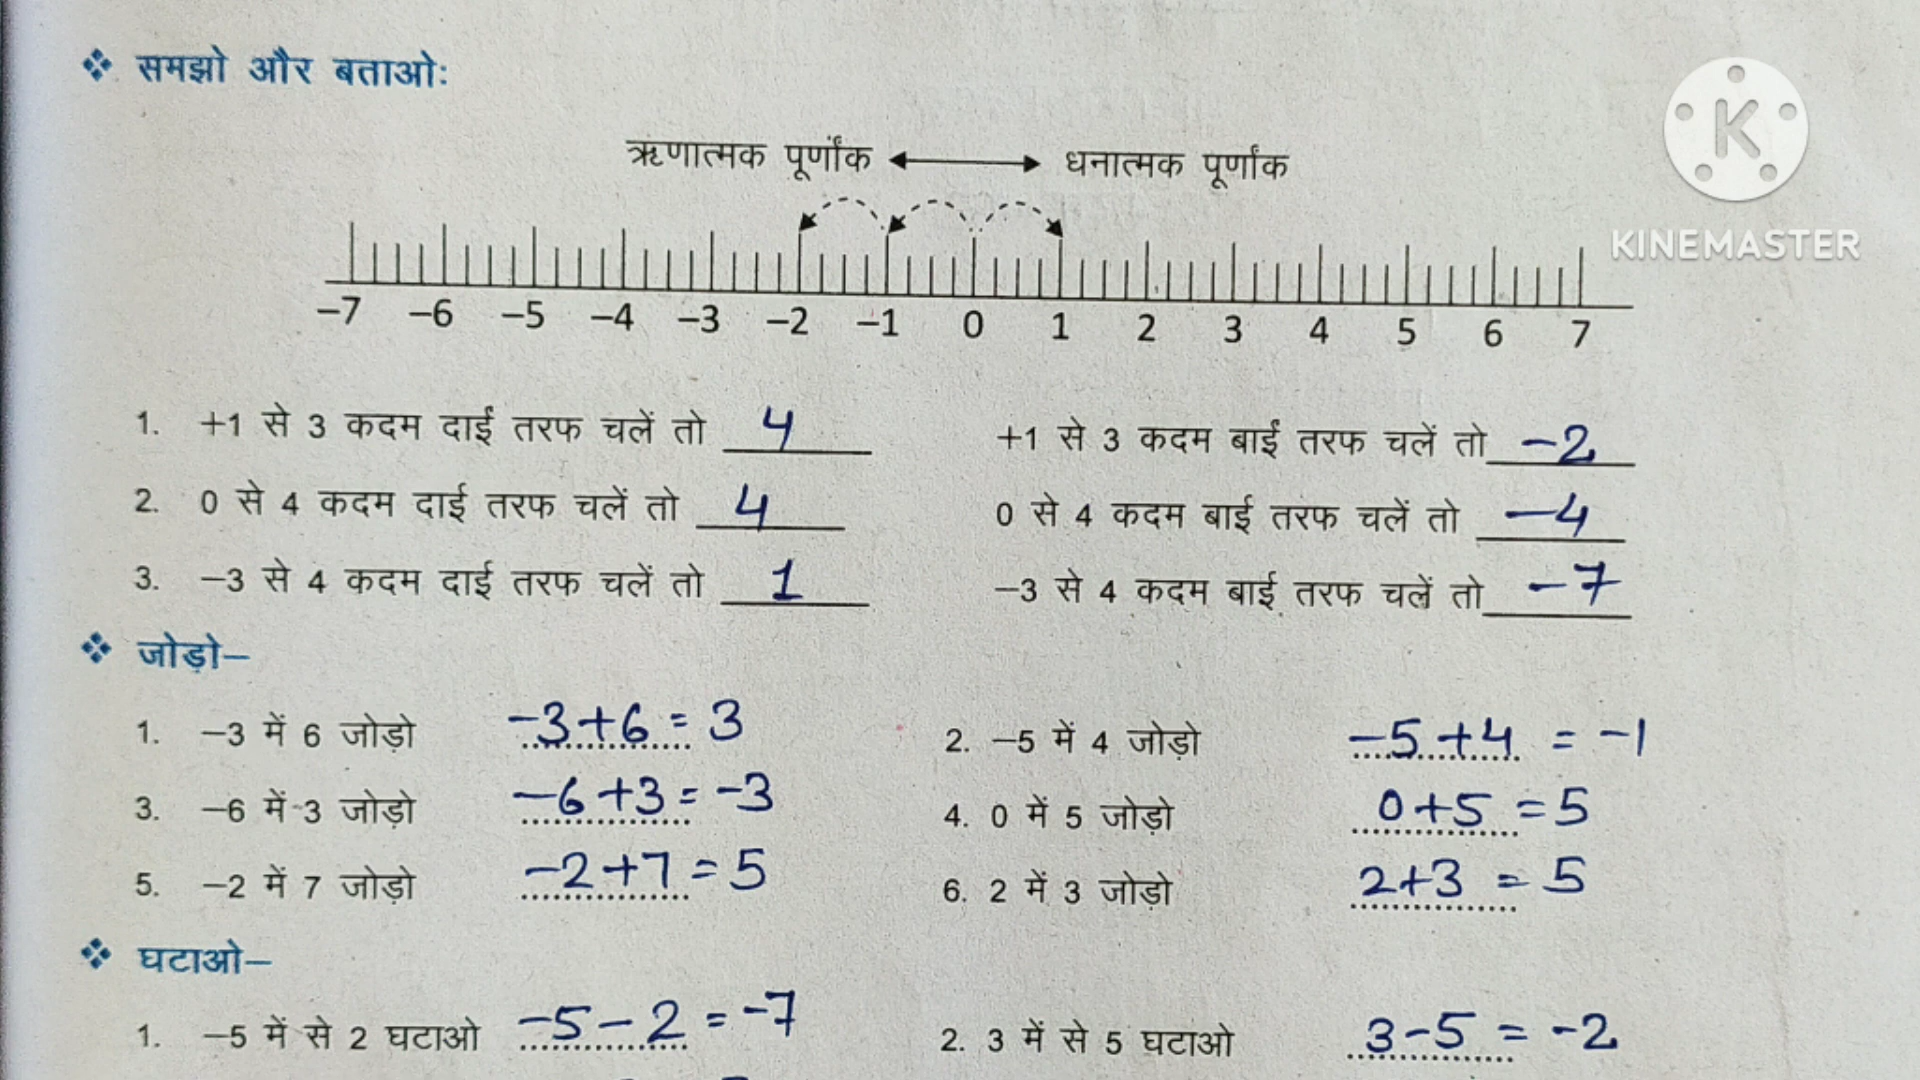 समझो और बताओः
ऋणात्मक पूर्णांक धनात्मक पूर्णांक
K
KINEMASTER
–7 –6 –5 –4 –3 –2 –1 0 1 2 3 4 5 6 7
1. +1 से 3 कदम दाईं तरफ चलें तो 4 +1 से 3 कदम बाईं तरफ चलें तो –2
2. 0 से 4 कदम दाईं तरफ चलें तो 4 0 से 4 कदम बाईं तरफ चलें तो –4
3. –3 से 4 कदम दाईं तरफ चलें तो 1 –3 से 4 कदम बाईं तरफ चलें तो –7
जोड़ो–
1. –3 में 6 जोड़ो –3+6=3 2. –5 में 4 जोड़ो –5+4 = –1
3. –6 में 3 जोड़ो –6+3=–3 4. 0 में 5 जोड़ो 0+5 =5
5. –2 में 7 जोड़ो –2+7=5 6. 2 में 3 जोड़ो 2+3 = 5
घटाओ–
1. –5 में से 2 घटाओ –5–2 = –7 2. 3 में से 5 घटाओ 3–5 = –2